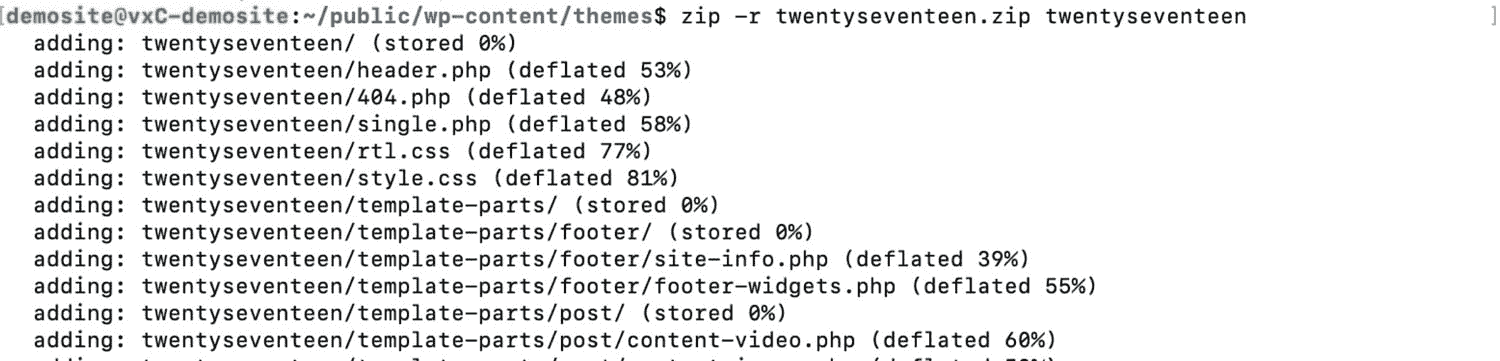 [demosite@vxC-demosite:~/public/wp-content/themes$ zip -r twentyseventeen.zip twentyseventeen ]
adding: twentyseventeen/ (stored 0%)
adding: twentyseventeen/header.php (deflated 53%)
adding: twentyseventeen/404.php (deflated 48%)
adding: twentyseventeen/single.php (deflated 58%)
adding: twentyseventeen/rtl.css (deflated 77%)
adding: twentyseventeen/style.css (deflated 81%)
adding: twentyseventeen/template-parts/ (stored 0%)
adding: twentyseventeen/template-parts/footer/ (stored 0%)
adding: twentyseventeen/template-parts/footer/site-info.php (deflated 39%)
adding: twentyseventeen/template-parts/footer/footer-widgets.php (deflated 55%)
adding: twentyseventeen/template-parts/post/ (stored 0%)
adding: twentyseventeen/template-parts/post/content-video.php (deflated 60%)